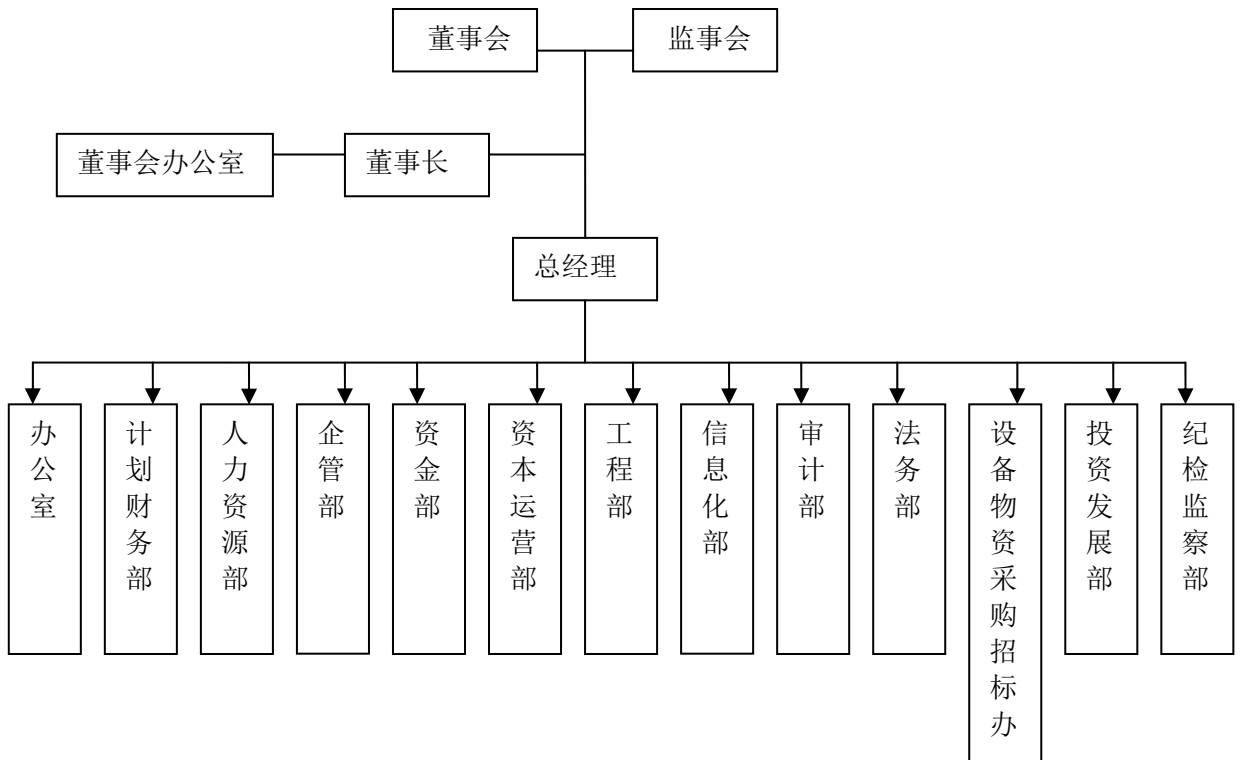 董事会
监事会
董事会办公室
董事长
总经理
办公室
计划财务部
人力资源部
企管部
资金部
资本运营部
工程部
信息化部
审计部
法务部
设备物资采购招标办
投资发展部
纪检监察部